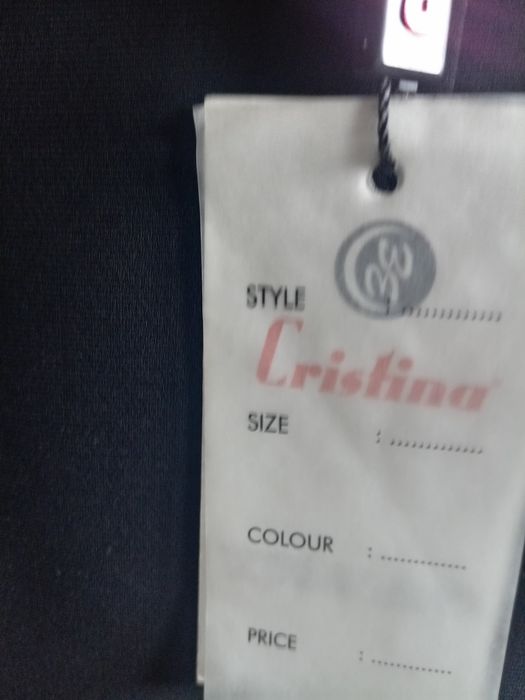 STYLE : .............
Cristina
SIZE : .............
COLOUR : .............
PRICE : .............